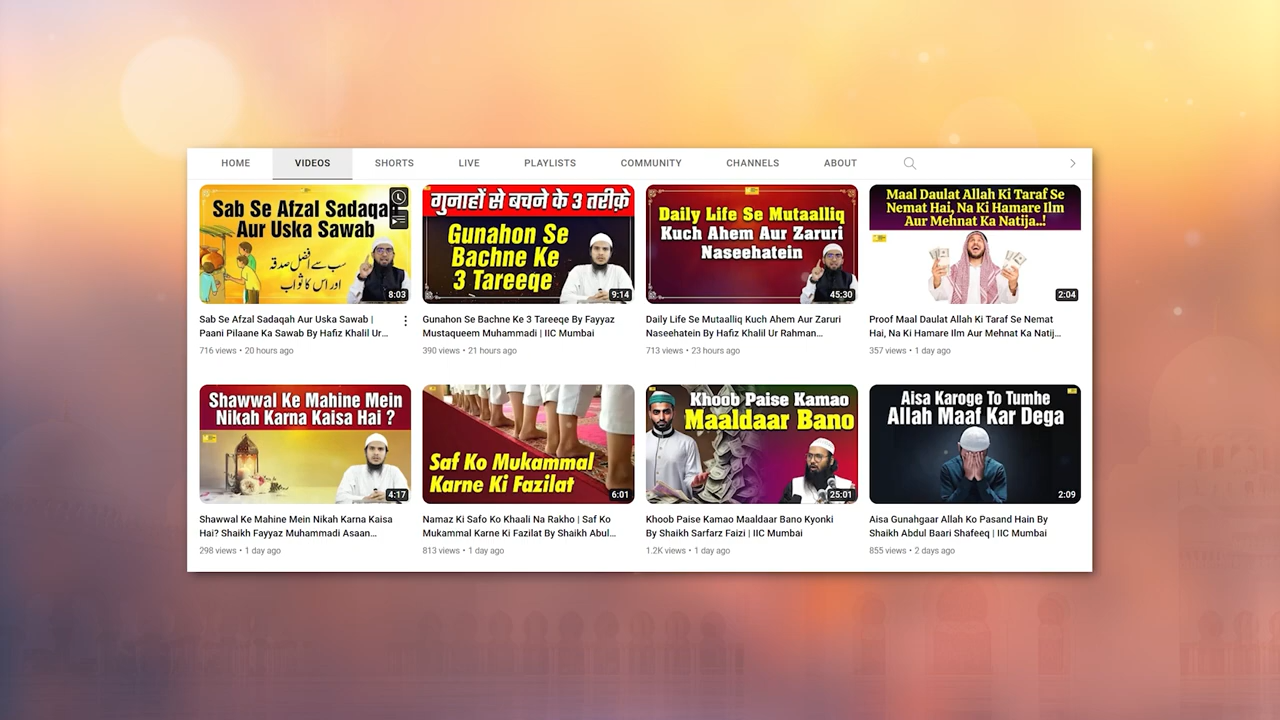 HOME VIDEOS SHORTS LIVE PLAYLISTS COMMUNITY CHANNELS ABOUT
Sab Se Afzal Sadaqa
Aur Uska Sawab
سب سے افضل صدقہ
اور اس کا ثواب
8:03
Sab Se Afzal Sadaqah Aur Uska Sawab |
Paani Pilaane Ka Sawab By Hafiz Khalil Ur...
716 views • 20 hours ago
गुनाहों से बचने के 3 तरीक़े
Gunahon Se
Bachne Ke
3 Tareeqe
9:14
Gunahon Se Bachne Ke 3 Tareeqe By Fayyaz
Mustaqueem Muhammadi | IIC Mumbai
390 views • 21 hours ago
Daily Life Se Mutaalliq
Kuch Ahem Aur Zaruri
Naseehatein
45:30
Daily Life Se Mutaalliq Kuch Ahem Aur Zaruri
Naseehatein By Hafiz Khalil Ur Rahman...
713 views • 23 hours ago
Maal Daulat Allah Ki Taraf Se
Nemat Hai, Na Ki Hamare Ilm
Aur Mehnat Ka Natija..!
2:04
Proof Maal Daulat Allah Ki Taraf Se Nemat
Hai, Na Ki Hamare Ilm Aur Mehnat Ka Natij...
357 views • 1 day ago
Shawwal Ke Mahine Mein
Nikah Karna Kaisa Hai ?
4:17
Shawwal Ke Mahine Mein Nikah Karna Kaisa
Hai? Shaikh Fayyaz Muhammadi Asaan...
298 views • 1 day ago
Saf Ko Mukammal
Karne Ki Fazilat
6:01
Namaz Ki Safo Ko Khaali Na Rakho | Saf Ko
Mukammal Karne Ki Fazilat By Shaikh Abul...
813 views • 1 day ago
Khoob Paise Kamao
Maaldaar Bano
25:01
Khoob Paise Kamao Maaldaar Bano Kyonki
By Shaikh Sarfarz Faizi | IIC Mumbai
1.2K views • 1 day ago
Aisa Karoge To Tumhe
Allah Maaf Kar Dega
2:09
Aisa Gunahgaar Allah Ko Pasand Hain By
Shaikh Abdul Baari Shafeeq | IIC Mumbai
855 views • 2 days ago